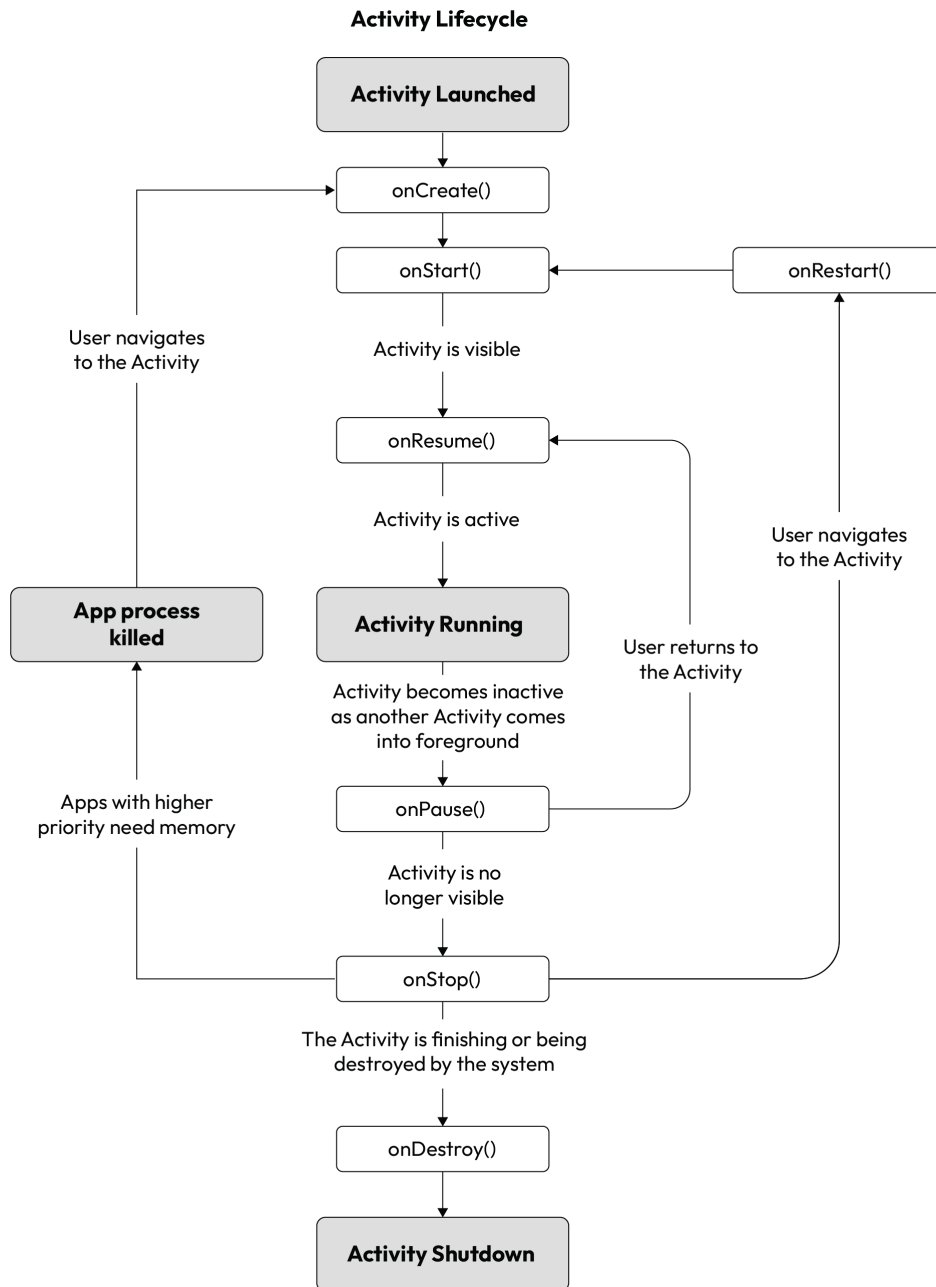 Activity Lifecycle
Activity Launched
onCreate()
onStart()
onRestart()
User navigates
to the Activity
Activity is visible
onResume()
Activity is active
User navigates
to the Activity
App process
killed
Activity Running
User returns to
the Activity
Activity becomes inactive
as another Activity comes
into foreground
Apps with higher
priority need memory
onPause()
Activity is no
longer visible
onStop()
The Activity is finishing or being
destroyed by the system
onDestroy()
Activity Shutdown